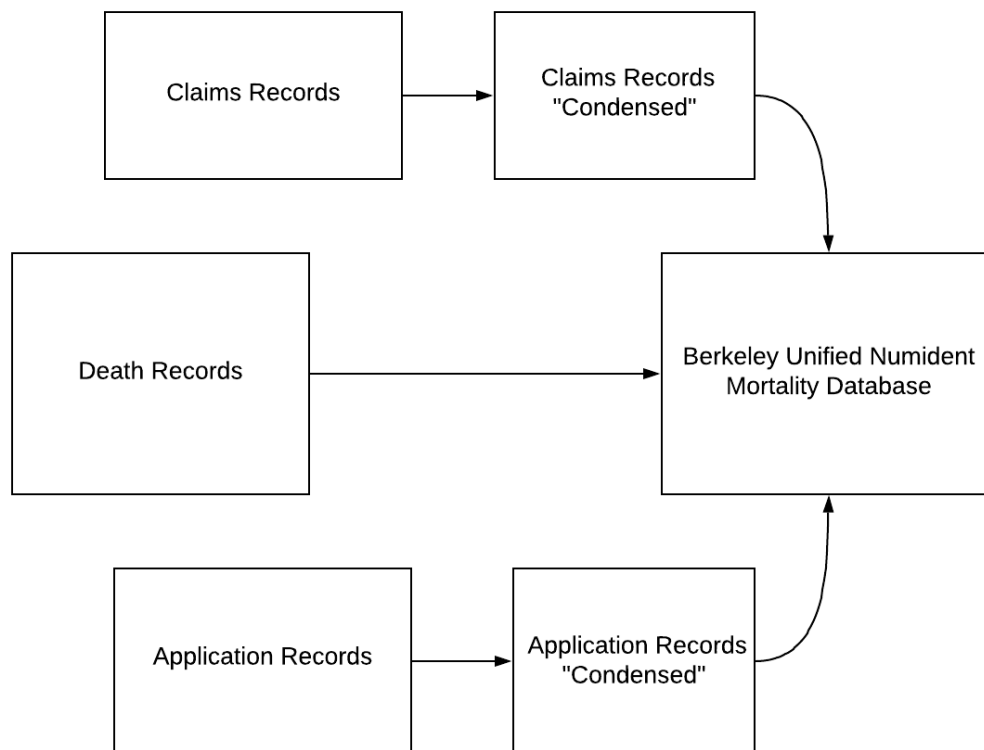 Claims Records
Claims Records
"Condensed"
Death Records
Berkeley Unified Numident
Mortality Database
Application Records
Application Records
"Condensed"